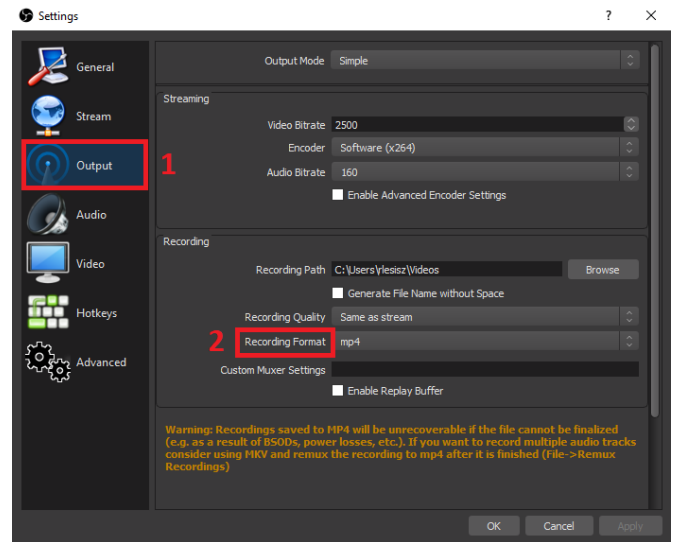 Settings
?
General
Stream
Output
Audio
Video
Hotkeys
Advanced
1
Output Mode Simple
Streaming
Video Bitrate 2500
Encoder Software (x264)
Audio Bitrate 160
Enable Advanced Encoder Settings
Recording
Recording Path C:\Users\rlesisz\Videos Browse
Generate File Name without Space
Recording Quality Same as stream
2 Recording Format mp4
Custom Muxer Settings
Enable Replay Buffer
Warning: Recordings saved to MP4 will be unrecoverable if the file cannot be finalized
(e.g. as a result of BSODs, power losses, etc.). If you want to record multiple audio tracks
consider using MKV and remux the recording to mp4 after it is finished (File->Remux
Recordings)
OK Cancel Apply